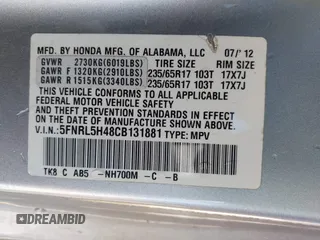 MFD. BY HONDA MFG. OF ALABAMA, LLC 07/'12
GVWR 2730KG(6019LBS) TIRE SIZE RIM SIZE
GAWR F 1320KG(2910LBS) 235/65R17 103T 17X7J
GAWR R 1515KG(3340LBS) 235/65R17 103T 17X7J
THIS VEHICLE CONFORMS TO ALL APPLICABLE
FEDERAL MOTOR VEHICLE SAFETY AND
THEFT PREVENTION STANDARDS IN EFFECT
ON THE DATE OF MANUFACTURE SHOWN ABOVE.
V.I.N.: 5FNRL5H48CB131881 TYPE: MPV
TK8 C AB5 -NH700M -C -B
DREAMBID